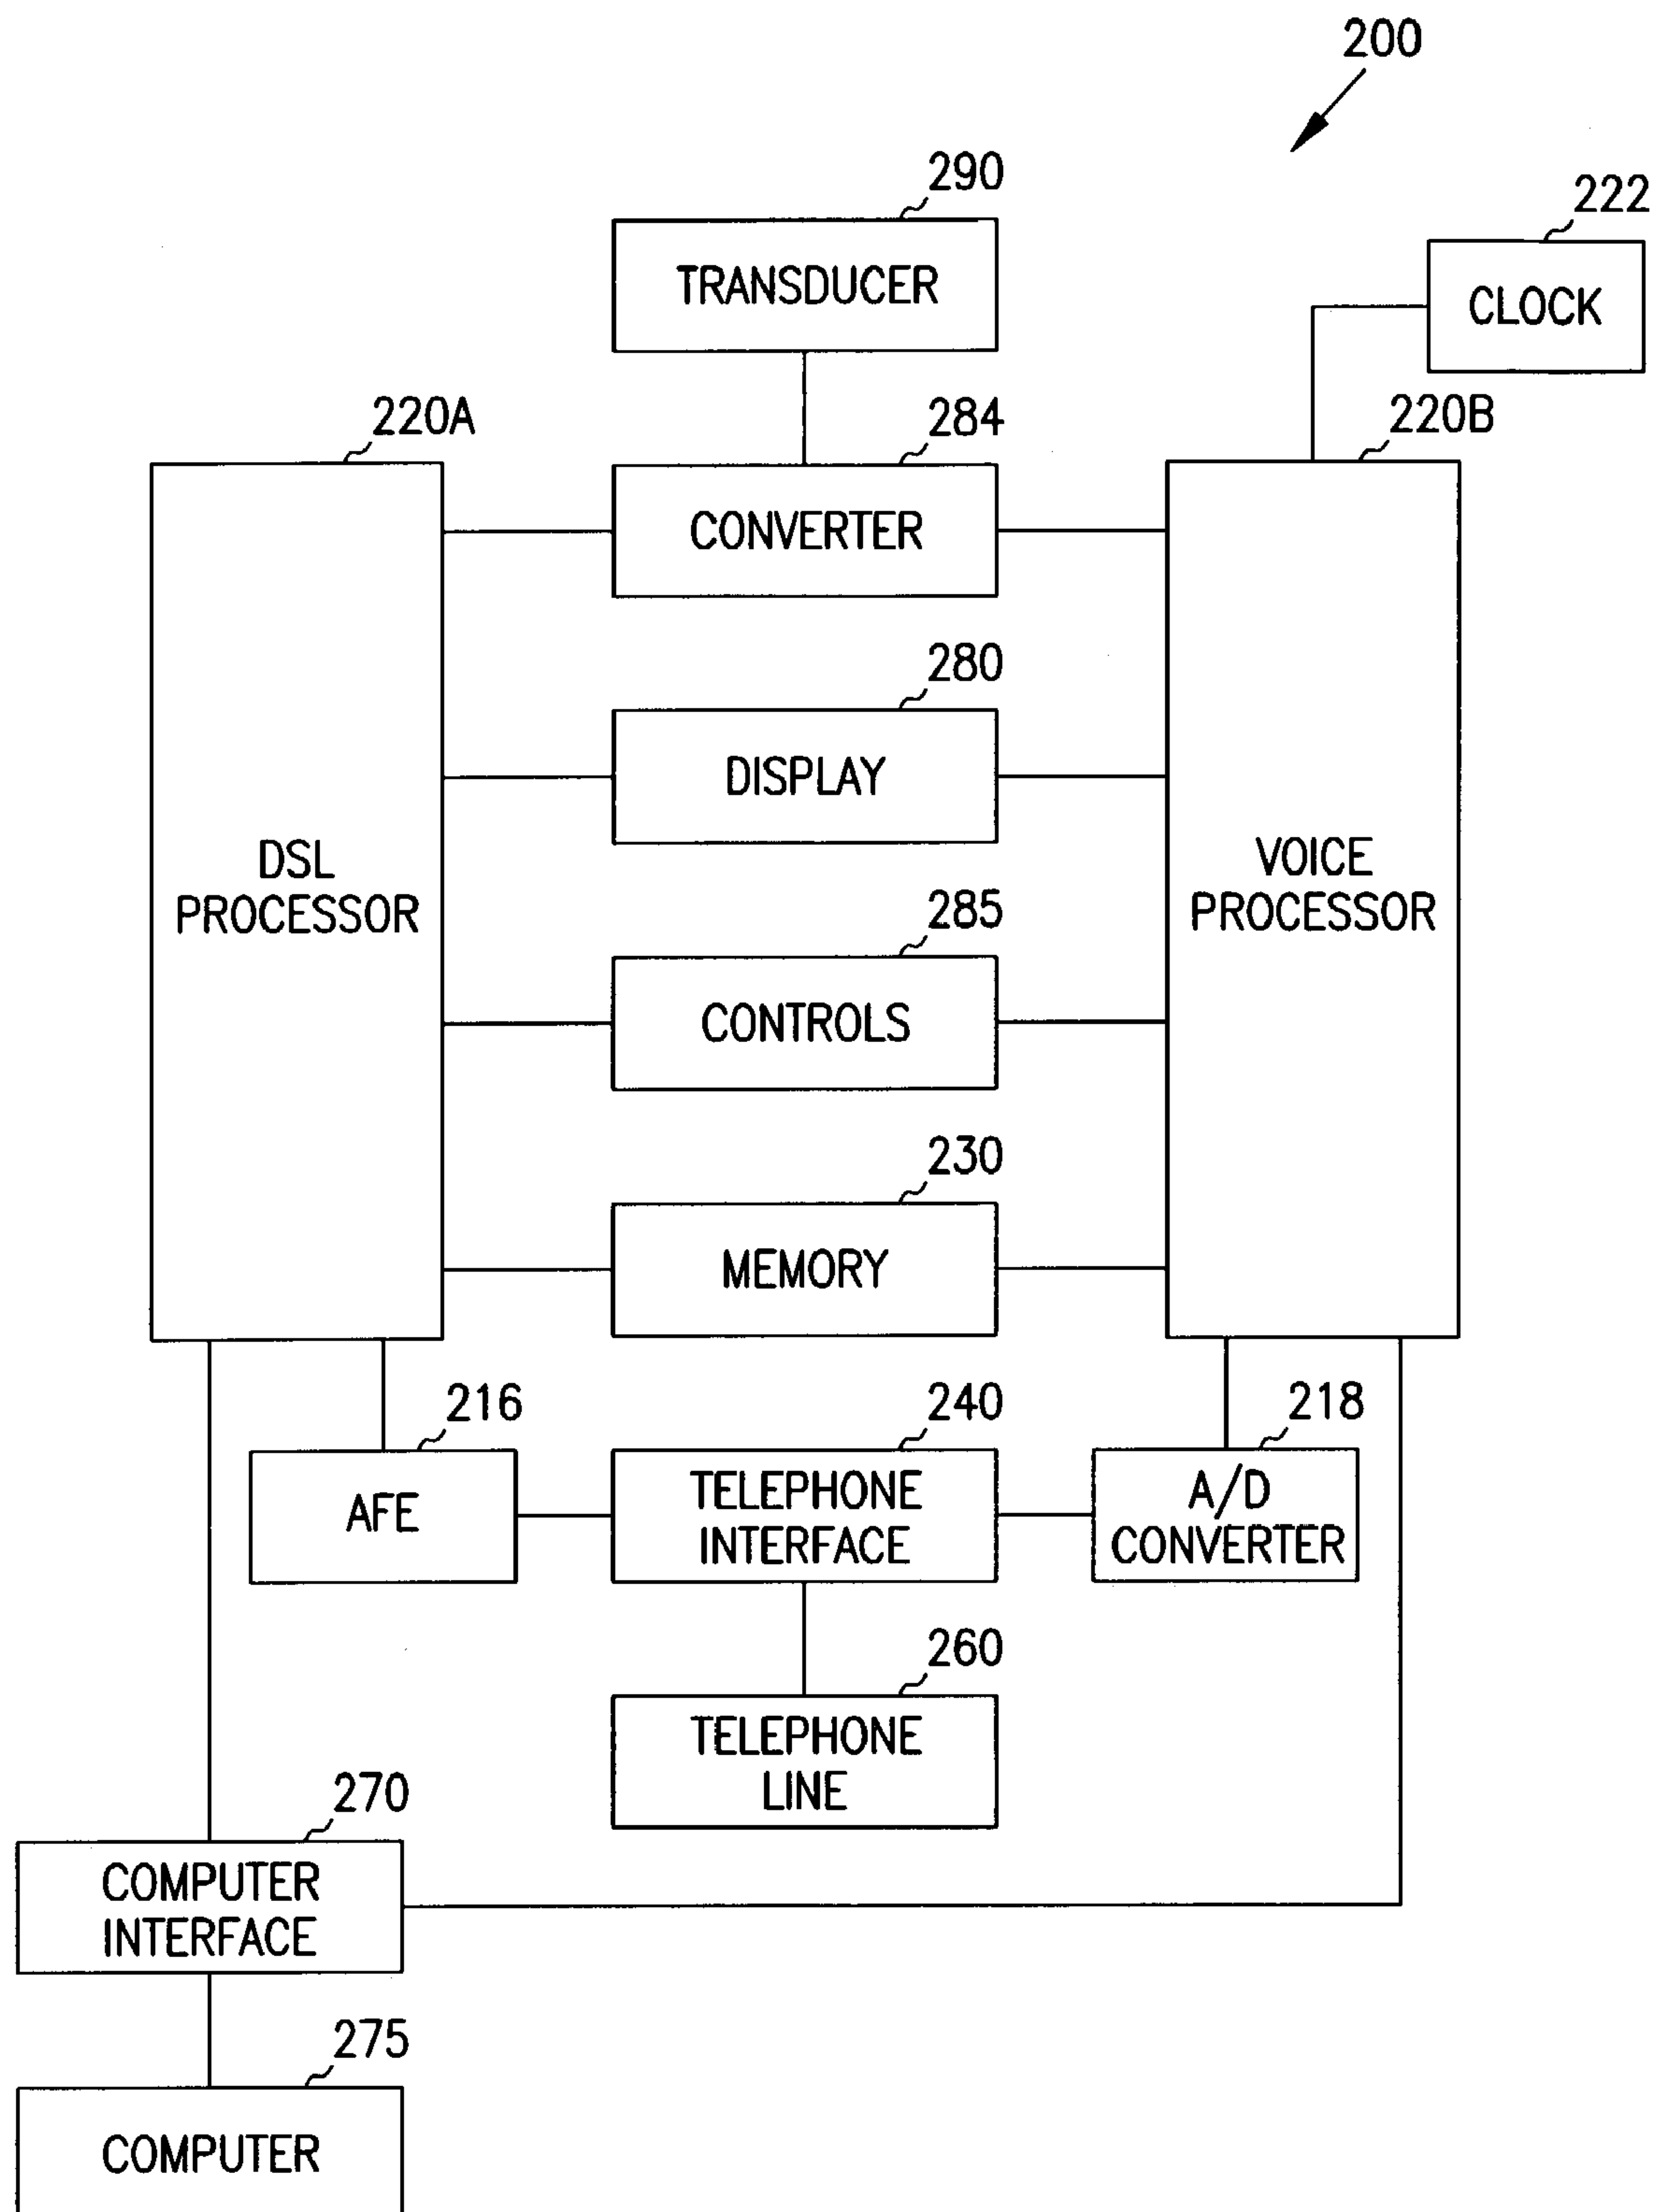 200
290
222
TRANSDUCER
CLOCK
220A
284
220B
CONVERTER
280
DISPLAY
DSL
PROCESSOR
VOICE
PROCESSOR
285
CONTROLS
230
MEMORY
216
240
218
AFE
TELEPHONE
INTERFACE
A/D
CONVERTER
260
TELEPHONE
LINE
270
COMPUTER
INTERFACE
275
COMPUTER